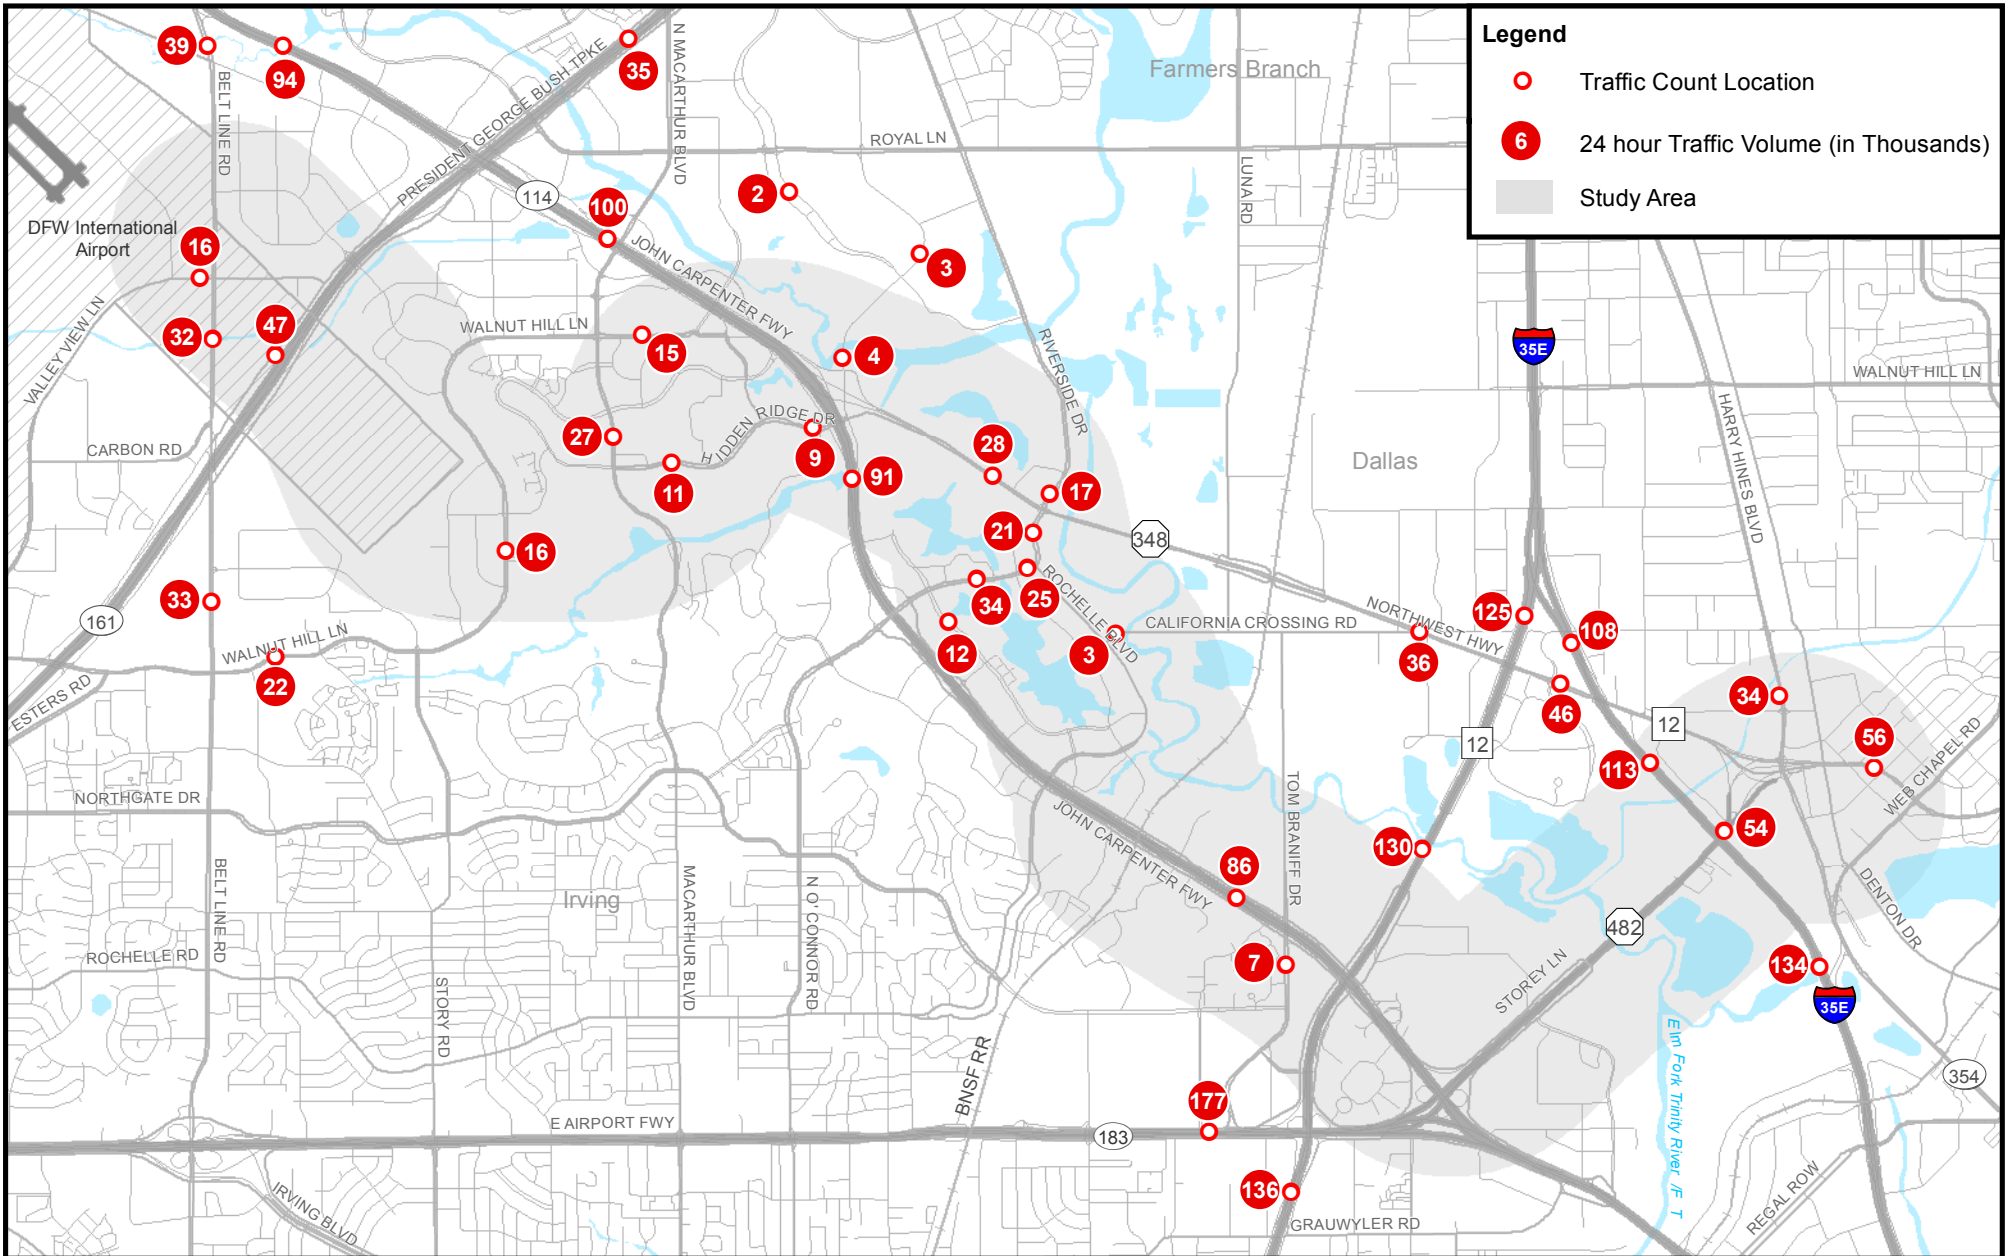 Legend
Traffic Count Location
6
24 hour Traffic Volume (in Thousands)
Study Area
39
94
35
BELT LINE RD
PRESIDENT GEORGE BUSH TPKE
N MACARTHUR BLVD
Farmers Branch
ROYAL LN
LUNA RD
2
114
100
3
DFW International
Airport
16
JOHN CARPENTER FWY
VALLEY VIEW LN
32
47
WALNUT HILL LN
15
4
RIVERSIDE DR
35E
WALNUT HILL LN
HARRY HINES BLVD
CARBON RD
27
HIDDEN RIDGE DR
9
11
91
28
17
Dallas
21
348
16
33
161
34
25
ROCHELLE BLVD
12
3
CALIFORNIA CROSSING RD
NORTHWEST HWY
36
125
108
WALNUT HILL LN
22
ESTERS RD
46
34
12
12
56
113
WEB CHAPEL RD
NORTHGATE DR
JOHN CARPENTER FWY
TOM BRANIFF DR
130
54
BELT LINE RD
MACARTHUR BLVD
N O' CONNOR RD
Irving
86
482
DENTON DR
ROCHELLE RD
STORY RD
7
STOREY LN
134
35E
BNSF RR
Elm Fork Trinity River /F T
354
177
E AIRPORT FWY
183
136
IRVING BLVD
GRAUWYLER RD
REGAL ROW